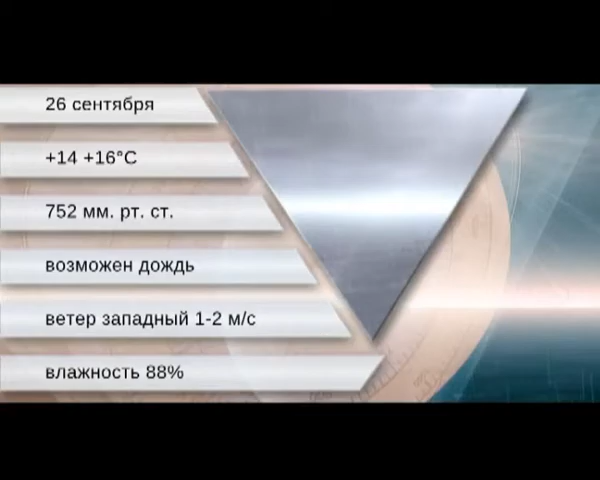 26 сентября
+14 +16°C
752 мм. рт. ст.
возможен дождь
ветер западный 1-2 м/с
влажность 88%